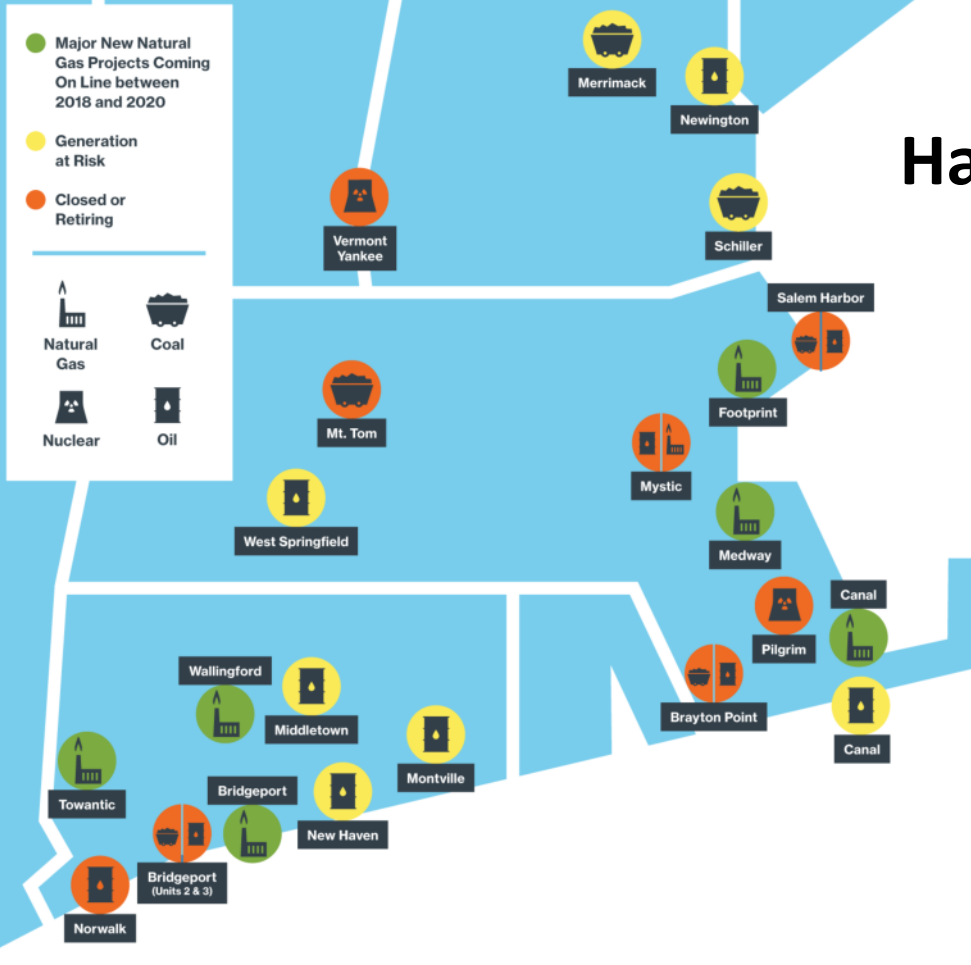 Major New Natural
Gas Projects Coming
On Line between
2018 and 2020
Generation
at Risk
Closed or
Retiring
Natural
Gas
Coal
Nuclear
Oil
Merrimack
Newington
Ha
Vermont
Yankee
Schiller
Salem Harbor
Footprint
Mt. Tom
Mystic
West Springfield
Medway
Canal
Pilgrim
Wallingford
Middletown
Brayton Point
Canal
Montville
Towantic
Bridgeport
New Haven
Bridgeport
(Units 2 & 3)
Norwalk